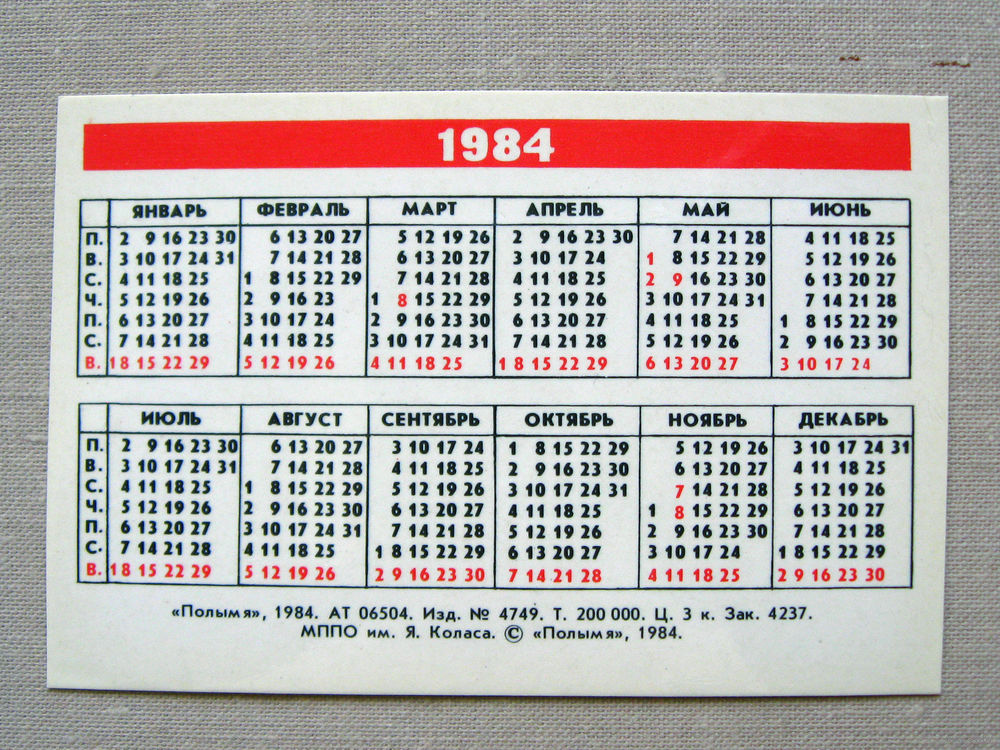 1984
ЯНВАРЬ ФЕВРАЛЬ МАРТ АПРЕЛЬ МАЙ ИЮНЬ
П. 2 9 16 23 30 6 13 20 27 5 12 19 26 2 9 16 23 30 7 14 21 28 4 11 18 25
В. 3 10 17 24 31 7 14 21 28 6 13 20 27 3 10 17 24 1 8 15 22 29 5 12 19 26
С. 4 11 18 25 1 8 15 22 29 7 14 21 28 4 11 18 25 2 9 16 23 30 6 13 20 27
Ч. 5 12 19 26 2 9 16 23 1 8 15 22 29 5 12 19 26 3 10 17 24 31 7 14 21 28
П. 6 13 20 27 3 10 17 24 2 9 16 23 30 6 13 20 27 4 11 18 25 1 8 15 22 29
С. 7 14 21 28 4 11 18 25 3 10 17 24 31 7 14 21 28 5 12 19 26 2 9 16 23 30
В. 1 8 15 22 29 5 12 19 26 4 11 18 25 1 8 15 22 29 6 13 20 27 3 10 17 24
ИЮЛЬ АВГУСТ СЕНТЯБРЬ ОКТЯБРЬ НОЯБРЬ ДЕКАБРЬ
П. 2 9 16 23 30 6 13 20 27 3 10 17 24 1 8 15 22 29 5 12 19 26 3 10 17 24 31
В. 3 10 17 24 31 7 14 21 28 4 11 18 25 2 9 16 23 30 6 13 20 27 4 11 18 25
С. 4 11 18 25 1 8 15 22 29 5 12 19 26 3 10 17 24 31 7 14 21 28 5 12 19 26
Ч. 5 12 19 26 2 9 16 23 30 6 13 20 27 4 11 18 25 1 8 15 22 29 6 13 20 27
П. 6 13 20 27 3 10 17 24 31 7 14 21 28 5 12 19 26 2 9 16 23 30 7 14 21 28
С. 7 14 21 28 4 11 18 25 1 8 15 22 29 6 13 20 27 3 10 17 24 1 8 15 22 29
В. 1 8 15 22 29 5 12 19 26 2 9 16 23 30 7 14 21 28 4 11 18 25 2 9 16 23 30
«Полымя», 1984. АТ 06504. Изд. № 4749. Т. 200 000. Ц. 3 к. Зак. 4237.
МППО им. Я. Коласа. © «Полымя», 1984.